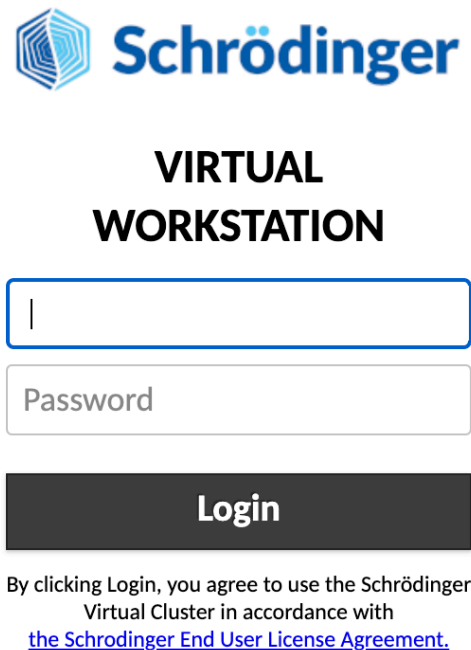 Schrödinger
VIRTUAL
WORKSTATION
Password
Login
By clicking Login, you agree to use the Schrödinger
Virtual Cluster in accordance with
the Schrodinger End User License Agreement.